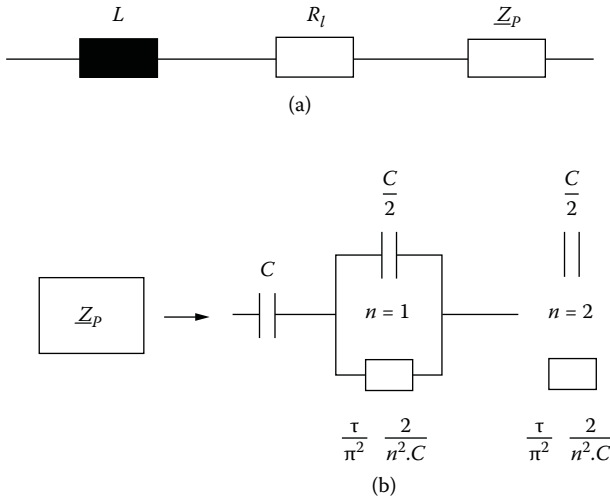 L R_l Z_P
(a)
C/2 C/2
C
Z_P n = 1 n = 2
τ/π² 2/n².C τ/π² 2/n².C
(b)